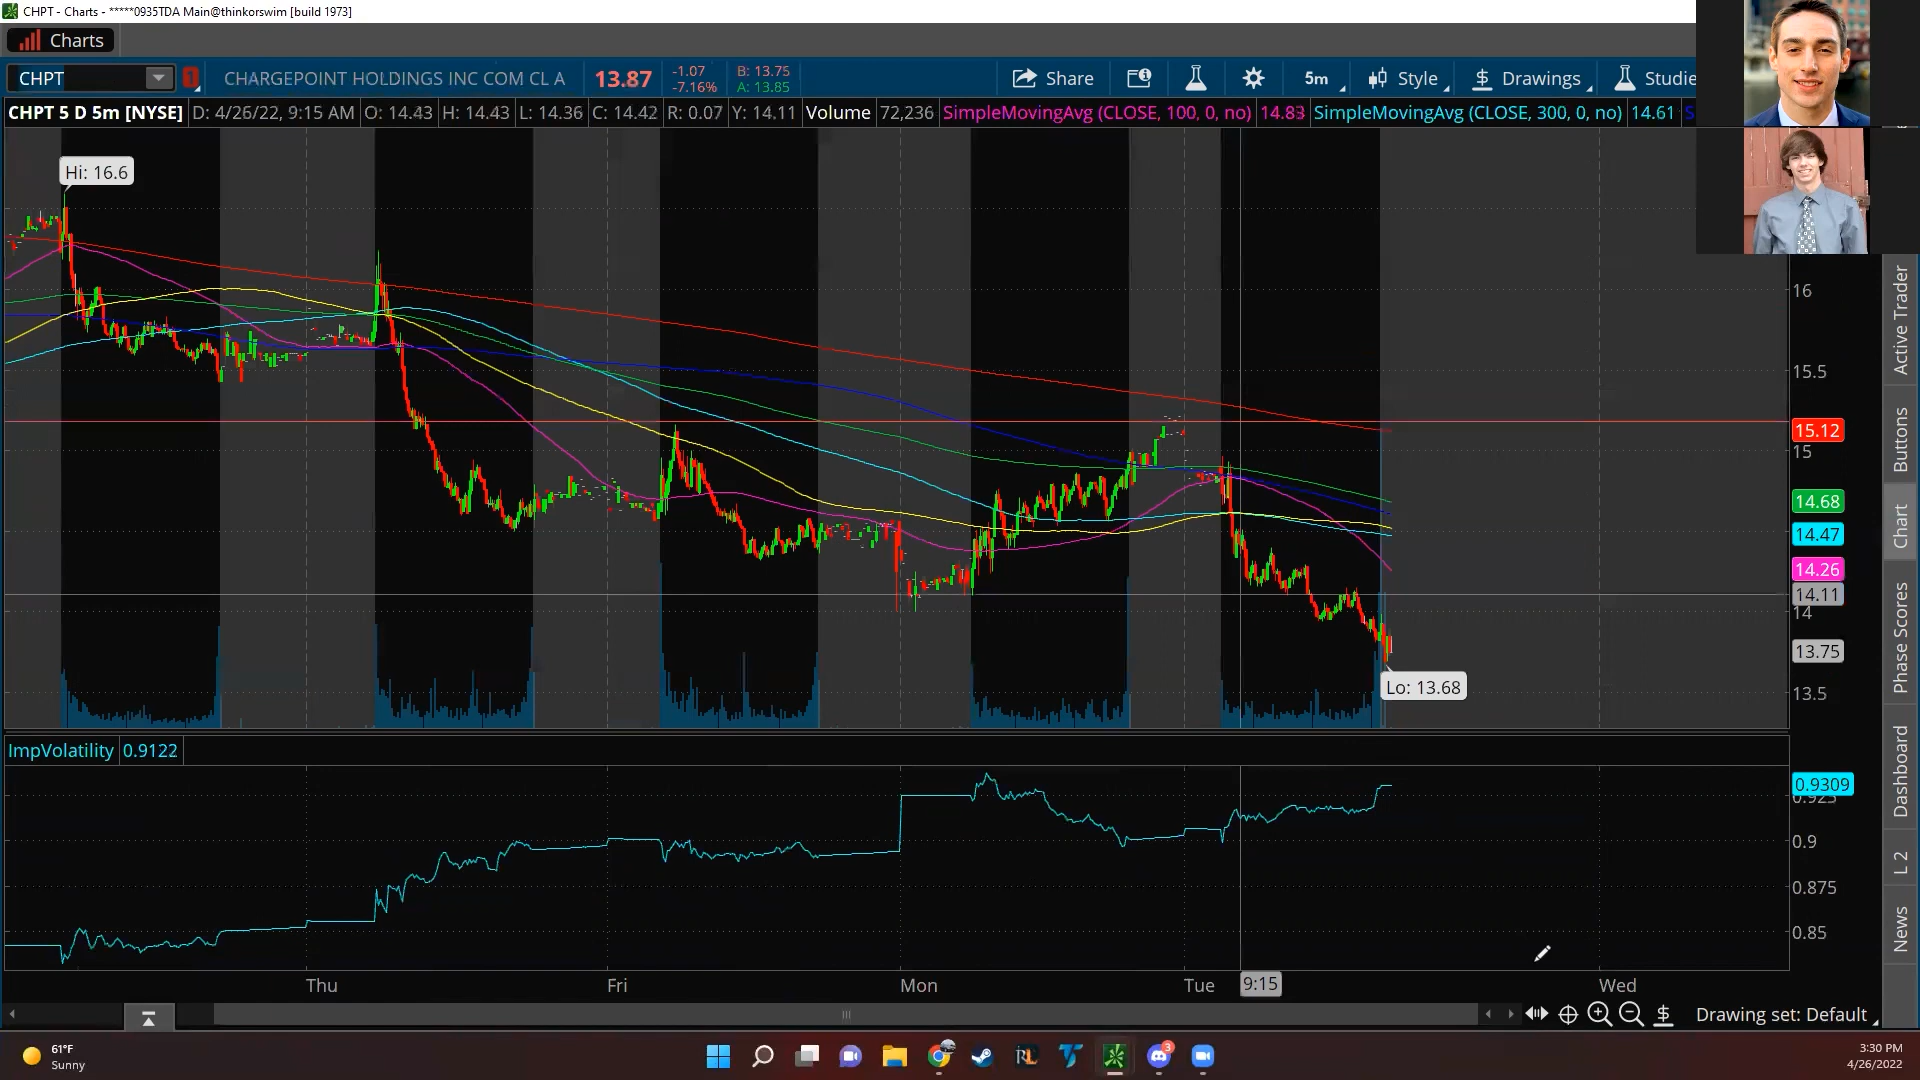 CHPT - Charts - *****0935TDA Main@thinkorswim [build 1973]
Charts
CHPT
1
CHARGEPOINT HOLDINGS INC COM CL A
13.87
-1.07
-7.16%
B: 13.75
A: 13.85
Share
5m
Style
$ Drawings
Studie
CHPT 5 D 5m [NYSE]
D: 4/26/22, 9:15 AM
O: 14.43
H: 14.43
L: 14.36
C: 14.42
R: 0.07
Y: 14.11
Volume
72,236
SimpleMovingAvg (CLOSE, 100, 0, no)
14.83
SimpleMovingAvg (CLOSE, 300, 0, no)
14.61
S
Hi: 16.6
16
15.5
15.12
15
14.68
14.47
14.26
14.11
14
13.75
Lo: 13.68
13.5
Active Trader
Buttons
Chart
Phase Scores
Dashboard
L 2
News
ImpVolatility
0.9122
0.9309
0.925
0.9
0.875
0.85
Thu
Fri
Mon
Tue
9:15
Wed
$
Drawing set: Default
61°F
Sunny
RL
3
3:30 PM
4/26/2022